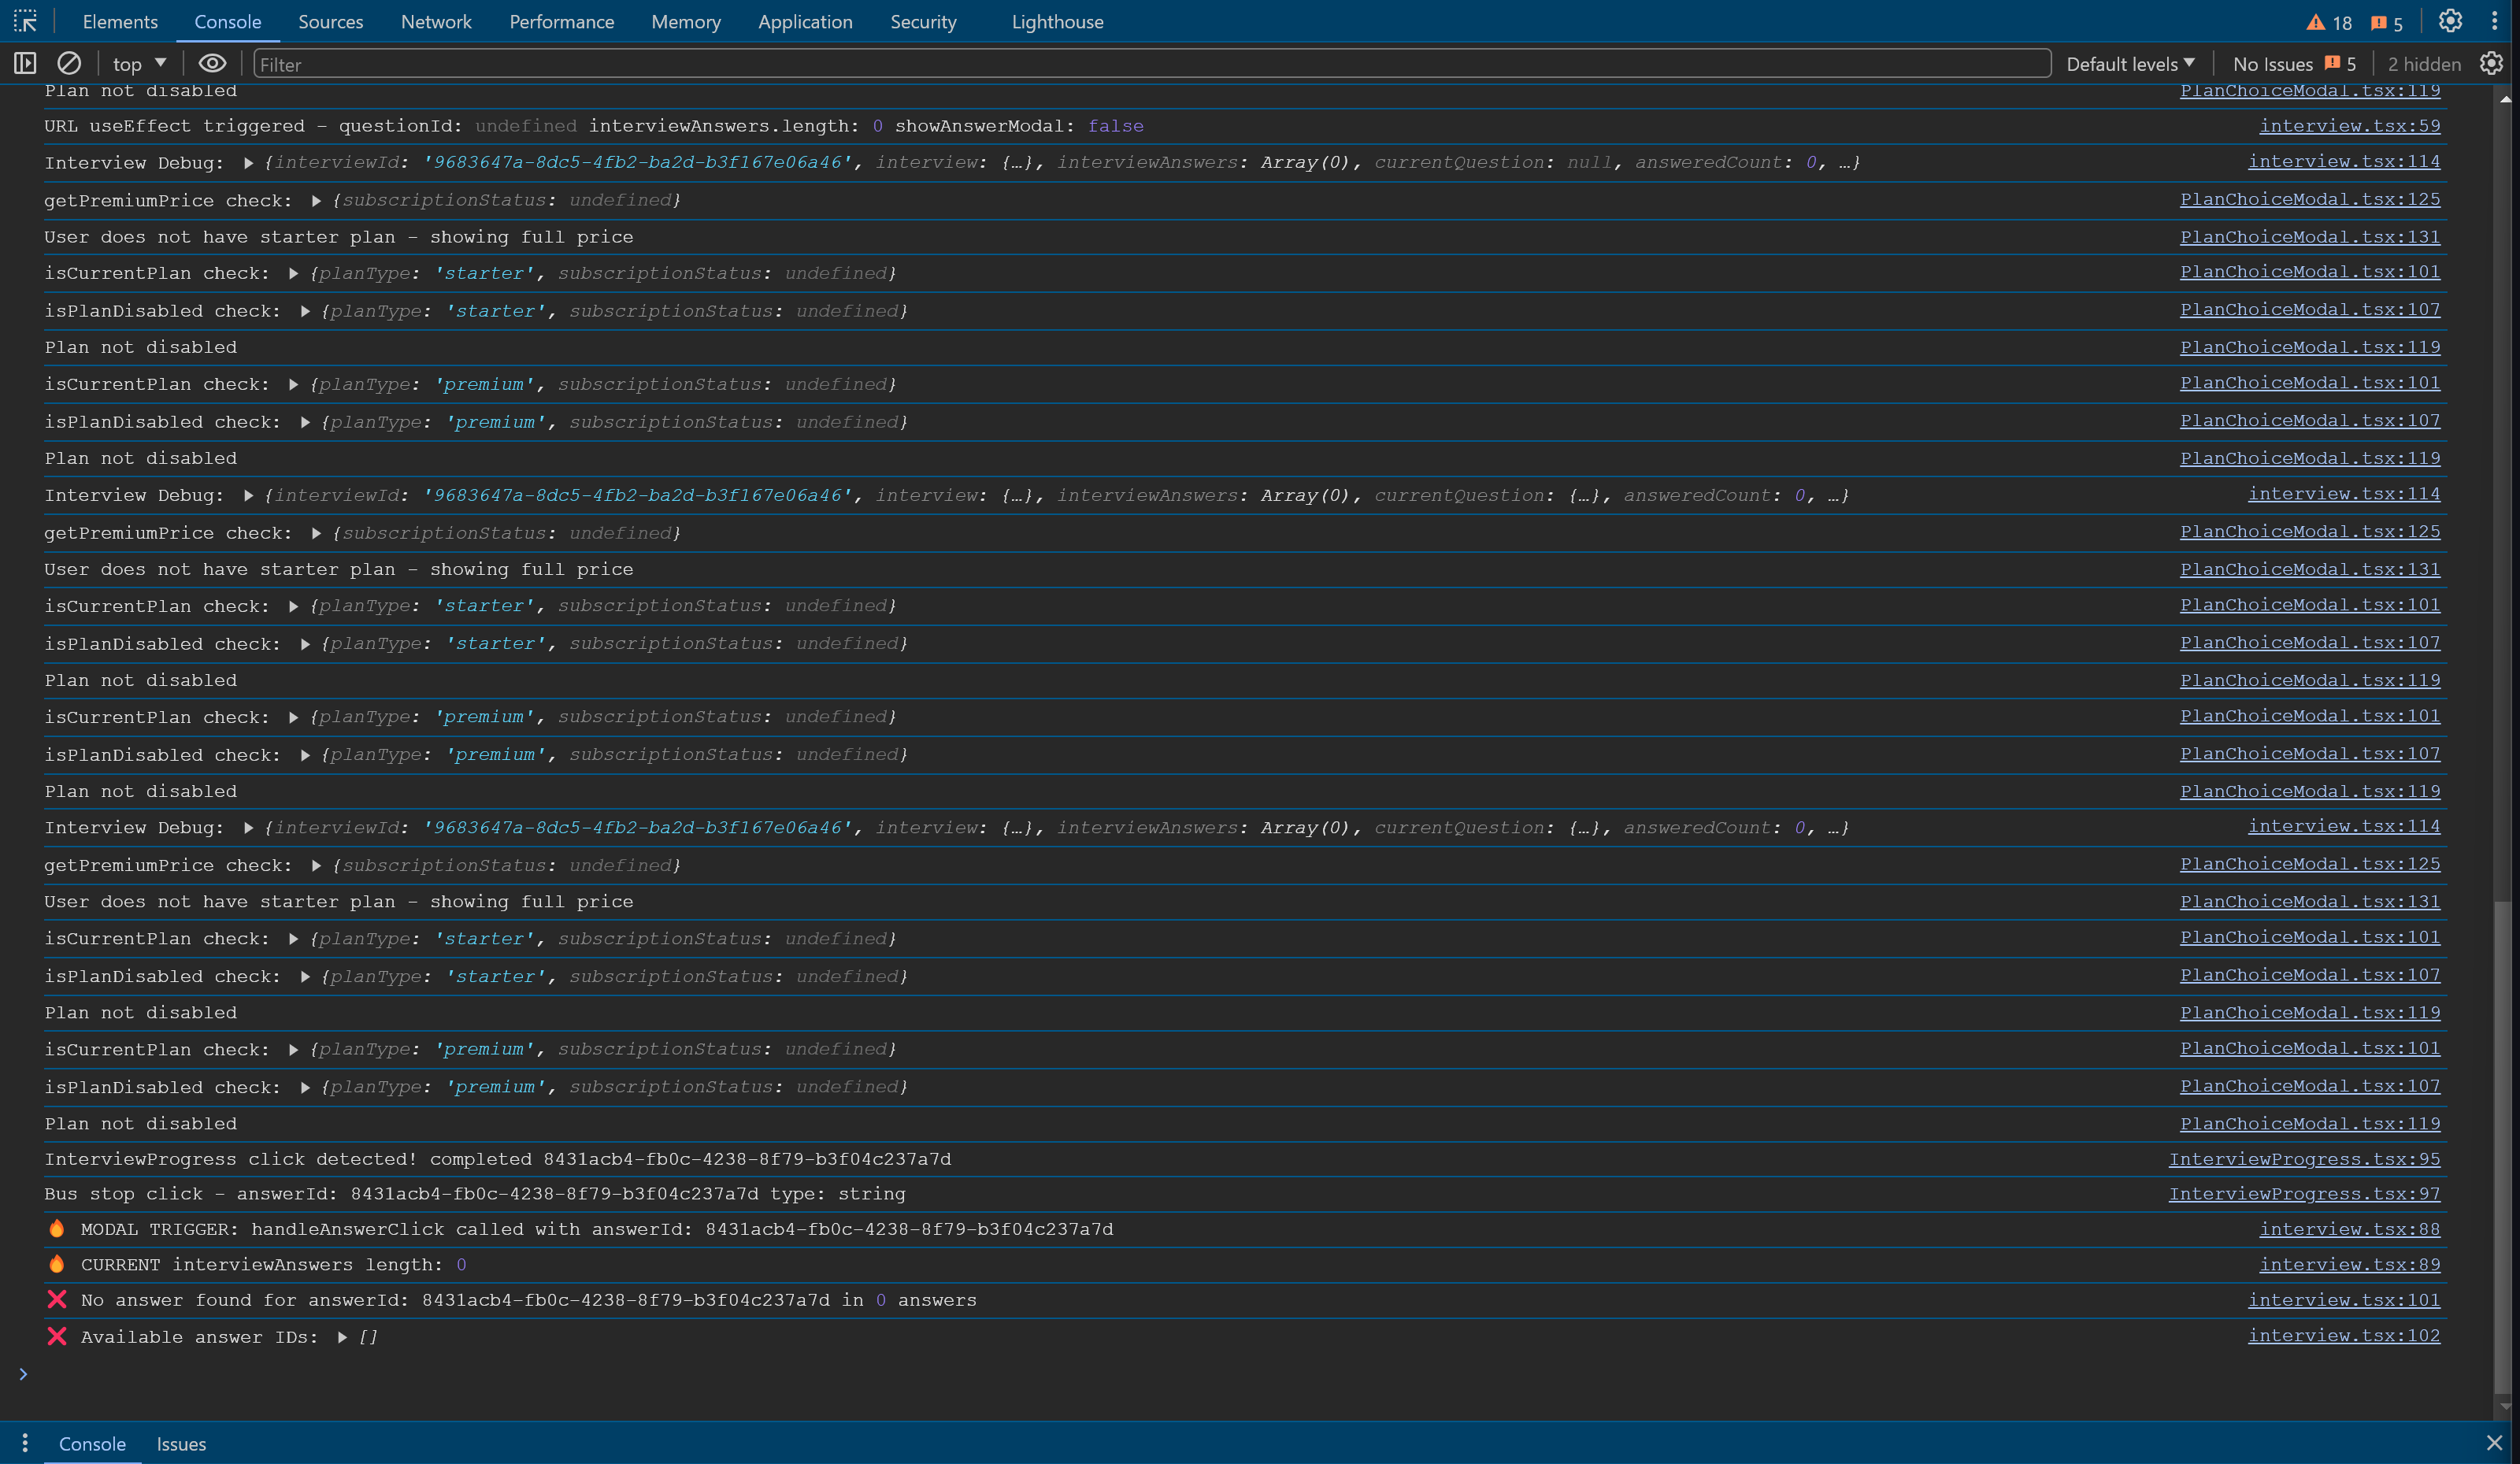 Elements Console Sources Network Performance Memory Application Security Lighthouse 18 5
top Filter Default levels No Issues 5 2 hidden
Plan not disabled PlanChoiceModal.tsx:119
URL useEffect triggered - questionId: undefined interviewAnswers.length: 0 showAnswerModal: false interview.tsx:59
Interview Debug: {interviewId: '9683647a-8dc5-4fb2-ba2d-b3f167e06a46', interview: {…}, interviewAnswers: Array(0), currentQuestion: null, answeredCount: 0, …} interview.tsx:114
getPremiumPrice check: {subscriptionStatus: undefined} PlanChoiceModal.tsx:125
User does not have starter plan - showing full price PlanChoiceModal.tsx:131
isCurrentPlan check: {planType: 'starter', subscriptionStatus: undefined} PlanChoiceModal.tsx:101
isPlanDisabled check: {planType: 'starter', subscriptionStatus: undefined} PlanChoiceModal.tsx:107
Plan not disabled PlanChoiceModal.tsx:119
isCurrentPlan check: {planType: 'premium', subscriptionStatus: undefined} PlanChoiceModal.tsx:101
isPlanDisabled check: {planType: 'premium', subscriptionStatus: undefined} PlanChoiceModal.tsx:107
Plan not disabled PlanChoiceModal.tsx:119
Interview Debug: {interviewId: '9683647a-8dc5-4fb2-ba2d-b3f167e06a46', interview: {…}, interviewAnswers: Array(0), currentQuestion: {…}, answeredCount: 0, …} interview.tsx:114
getPremiumPrice check: {subscriptionStatus: undefined} PlanChoiceModal.tsx:125
User does not have starter plan - showing full price PlanChoiceModal.tsx:131
isCurrentPlan check: {planType: 'starter', subscriptionStatus: undefined} PlanChoiceModal.tsx:101
isPlanDisabled check: {planType: 'starter', subscriptionStatus: undefined} PlanChoiceModal.tsx:107
Plan not disabled PlanChoiceModal.tsx:119
isCurrentPlan check: {planType: 'premium', subscriptionStatus: undefined} PlanChoiceModal.tsx:101
isPlanDisabled check: {planType: 'premium', subscriptionStatus: undefined} PlanChoiceModal.tsx:107
Plan not disabled PlanChoiceModal.tsx:119
Interview Debug: {interviewId: '9683647a-8dc5-4fb2-ba2d-b3f167e06a46', interview: {…}, interviewAnswers: Array(0), currentQuestion: {…}, answeredCount: 0, …} interview.tsx:114
getPremiumPrice check: {subscriptionStatus: undefined} PlanChoiceModal.tsx:125
User does not have starter plan - showing full price PlanChoiceModal.tsx:131
isCurrentPlan check: {planType: 'starter', subscriptionStatus: undefined} PlanChoiceModal.tsx:101
isPlanDisabled check: {planType: 'starter', subscriptionStatus: undefined} PlanChoiceModal.tsx:107
Plan not disabled PlanChoiceModal.tsx:119
isCurrentPlan check: {planType: 'premium', subscriptionStatus: undefined} PlanChoiceModal.tsx:101
isPlanDisabled check: {planType: 'premium', subscriptionStatus: undefined} PlanChoiceModal.tsx:107
Plan not disabled PlanChoiceModal.tsx:119
InterviewProgress click detected! completed 8431acb4-fb0c-4238-8f79-b3f04c237a7d InterviewProgress.tsx:95
Bus stop click - answerId: 8431acb4-fb0c-4238-8f79-b3f04c237a7d type: string InterviewProgress.tsx:97
🔥 MODAL TRIGGER: handleAnswerClick called with answerId: 8431acb4-fb0c-4238-8f79-b3f04c237a7d interview.tsx:88
🔥 CURRENT interviewAnswers length: 0 interview.tsx:89
❌ No answer found for answerId: 8431acb4-fb0c-4238-8f79-b3f04c237a7d in 0 answers interview.tsx:101
❌ Available answer IDs: [] interview.tsx:102
Console Issues